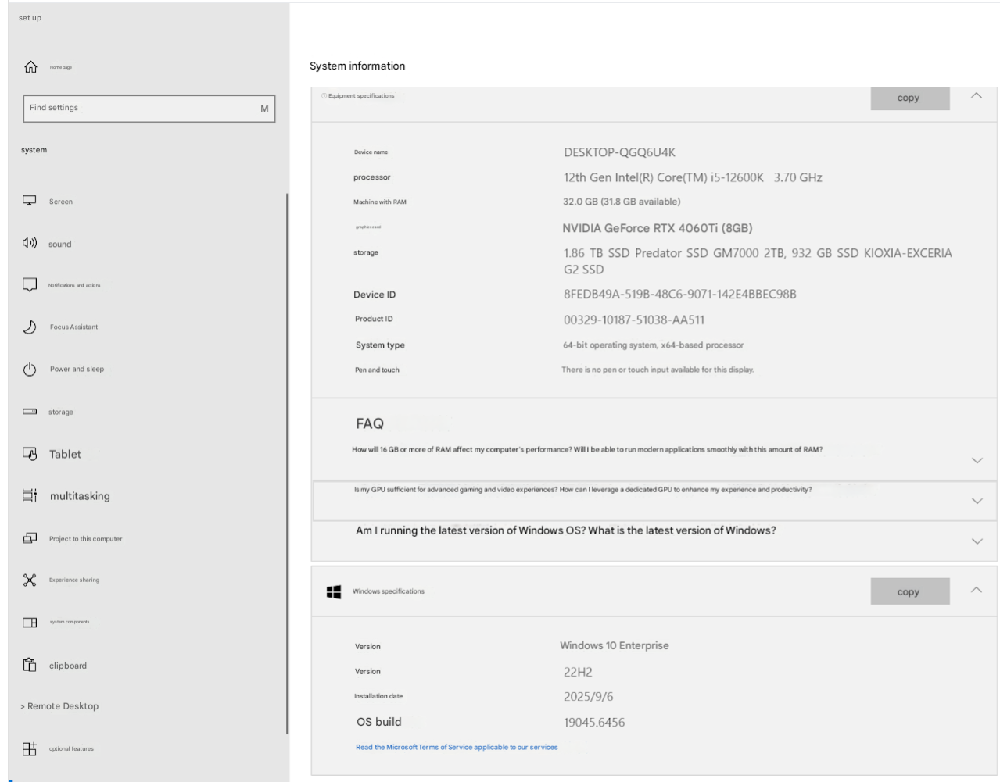 set up
Home page
Find settings
M
system
Screen
sound
Notifications and actions
Focus Assistant
Power and sleep
storage
Tablet
multitasking
Project to this computer
Experience sharing
system components
clipboard
> Remote Desktop
optional features
System information
① Equipment specifications
copy
Device name DESKTOP-QGQ6U4K
processor 12th Gen Intel(R) Core(TM) i5-12600K 3.70 GHz
Machine with RAM 32.0 GB (31.8 GB available)
graphics card NVIDIA GeForce RTX 4060Ti (8GB)
storage 1.86 TB SSD Predator SSD GM7000 2TB, 932 GB SSD KIOXIA-EXCERIA
G2 SSD
Device ID 8FEDB49A-519B-48C6-9071-142E4BBEC98B
Product ID 00329-10187-51038-AA511
System type 64-bit operating system, x64-based processor
Pen and touch There is no pen or touch input available for this display.
FAQ
How will 16 GB or more of RAM affect my computer's performance? Will I be able to run modern applications smoothly with this amount of RAM?
Is my GPU sufficient for advanced gaming and video experiences? How can I leverage a dedicated GPU to enhance my experience and productivity?
Am I running the latest version of Windows OS? What is the latest version of Windows?
Windows specifications
copy
Version Windows 10 Enterprise
Version 22H2
Installation date 2025/9/6
OS build 19045.6456
Read the Microsoft Terms of Service applicable to our services